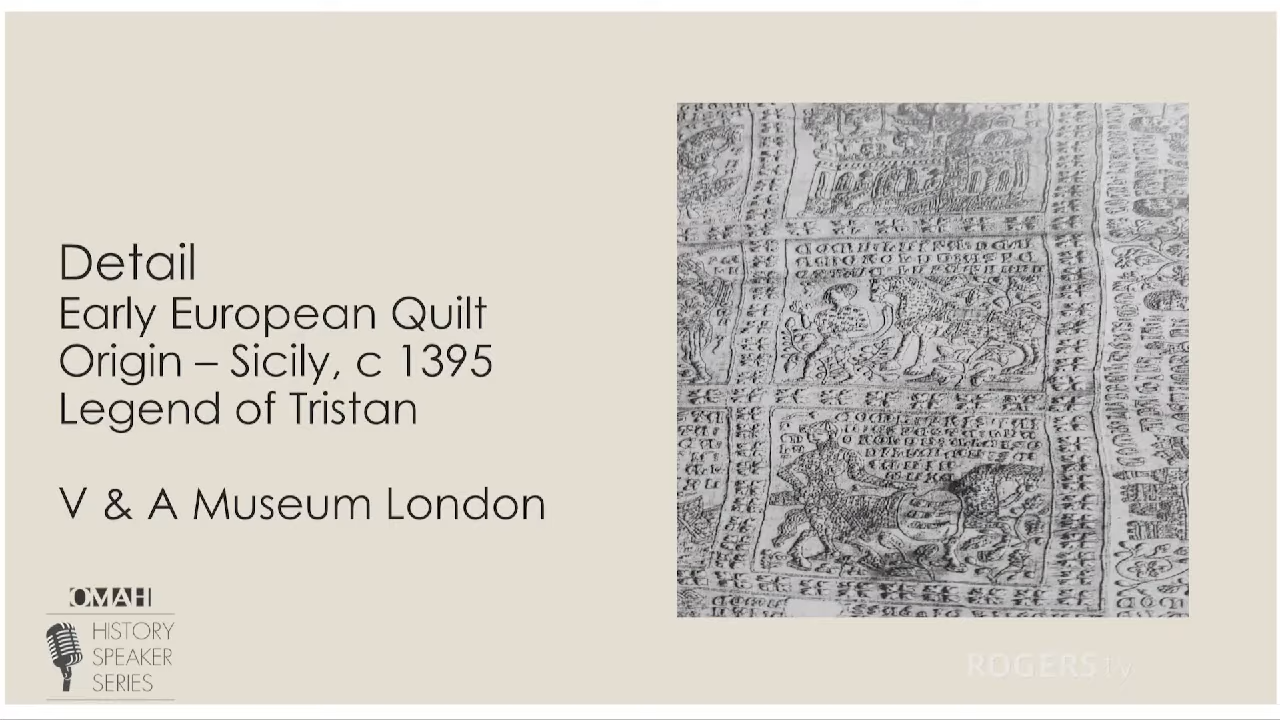 Detail
Early European Quilt
Origin – Sicily, c 1395
Legend of Tristan
V & A Museum London
OMAH
HISTORY
SPEAKER
SERIES
ROGERS tv